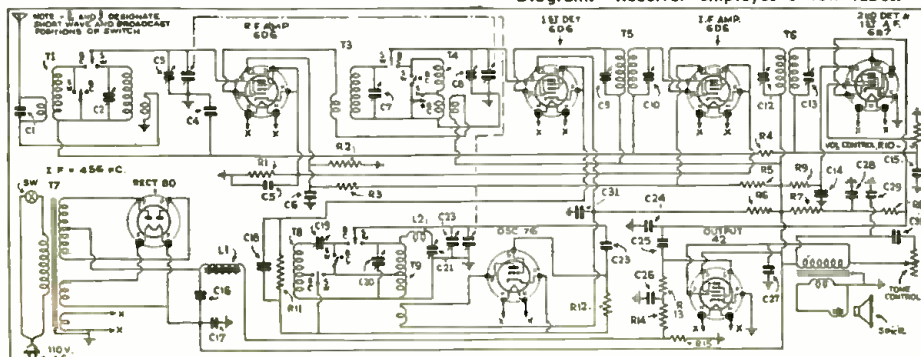 Diagram. Receiver employs
NOTE - S AND B DESIGNATE
SHORT WAVE AND BROADCAST
POSITIONS OF SWITCH
R.F. AMP.
6D6
1ST DET
6D6
I.F. AMP.
6D6
2ND DET &
1ST A.F.
6B7
T1
C3
T3
T4
T5
T6
C1
C2
C4
C7
C8
C9
C10
C12
C13
R1
R2
R4
VOL CONTROL R10
C15
C5
C6
R3
R5
R9
C14
C28
C29
I F = 456 KC.
SW
T7
RECT 80
C31
C24
R6
R7
R8
C30
C18
T8
C19
L2
C23
OSC 76
C25
OUTPUT
42
L1
C20
T9
C21
C23
C26
C27
C16
C17
R11
R12
R13
R14
R15
TONE
CONTROL
SPKR.
X
X
110 V.
A.C.